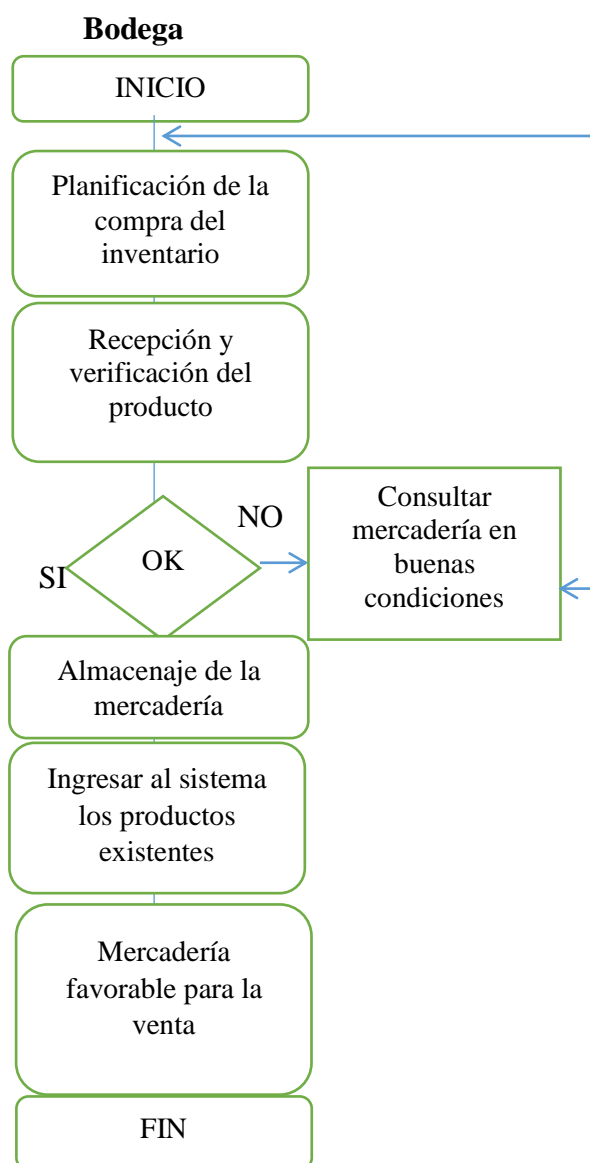 Bodega
INICIO
Planificación de la
compra del
inventario
Recepción y
verificación del
producto
NO
OK
SI
Consultar
mercadería en
buenas
condiciones
Almacenaje de la
mercadería
Ingresar al sistema
los productos
existentes
Mercadería
favorable para la
venta
FIN